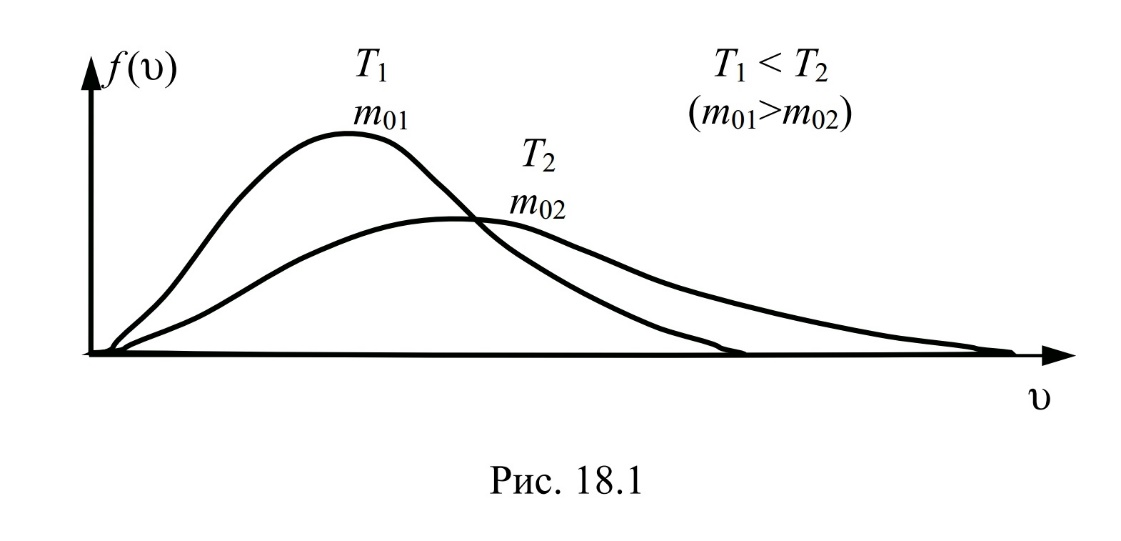 f(υ)
T₁
m₀₁
T₁ < T₂
(m₀₁>m₀₂)
T₂
m₀₂
υ
Рис. 18.1